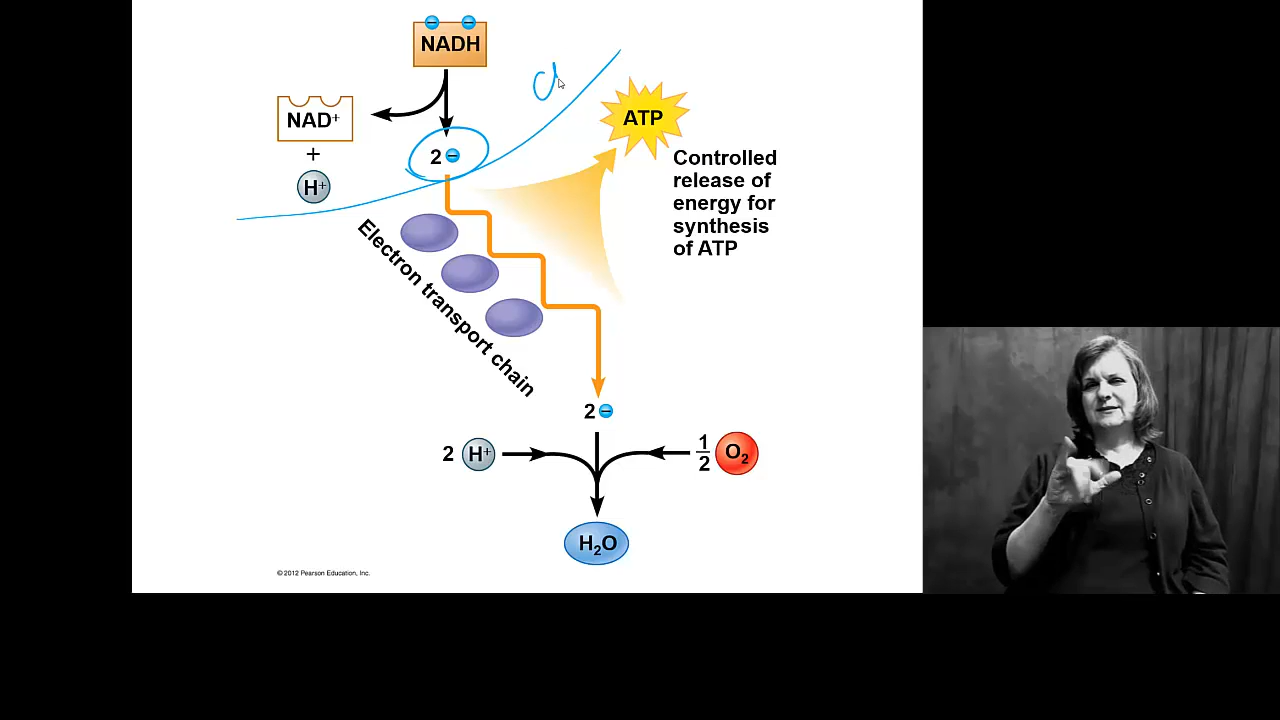 NADH
NAD+
+
H+
2 −
ATP
Controlled
release of
energy for
synthesis
of ATP
Electron transport chain
2 −
2 H+
1/2 O2
H2O
© 2012 Pearson Education, Inc.